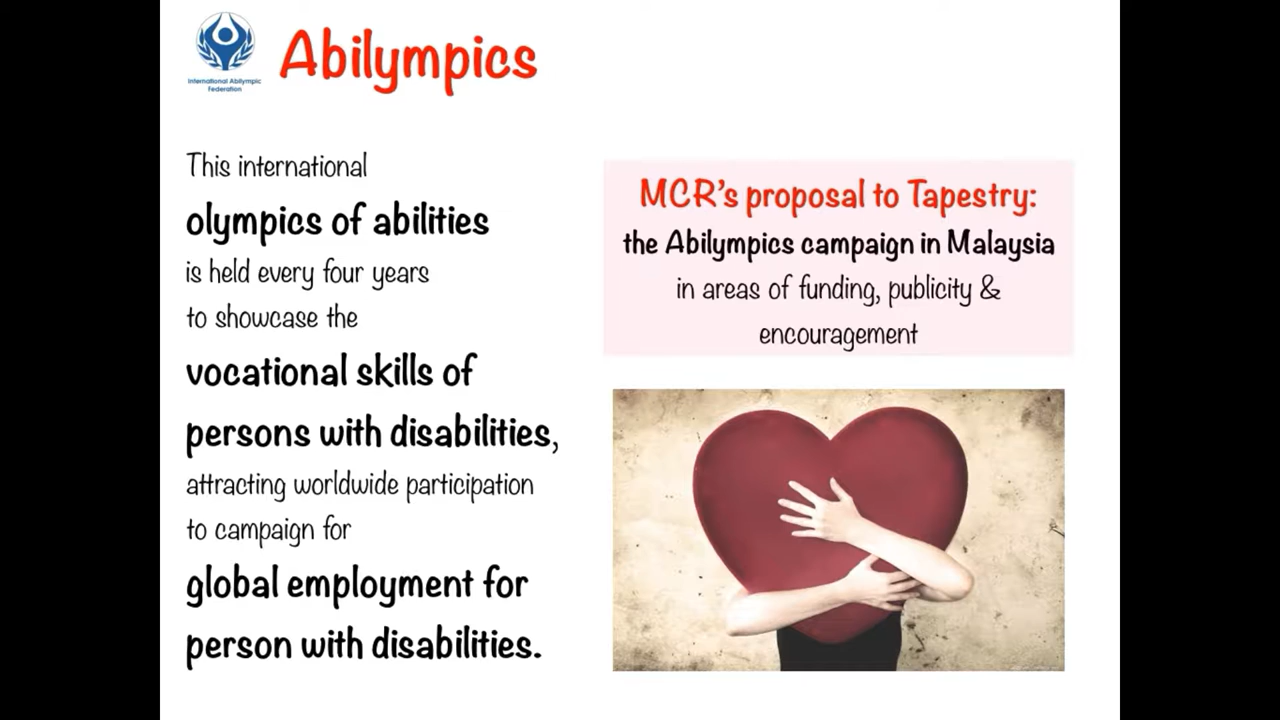 International Abilympic
Federation
Abilympics
This international
olympics of abilities
is held every four years
to showcase the
vocational skills of
persons with disabilities,
attracting worldwide participation
to campaign for
global employment for
person with disabilities.
MCR's proposal to Tapestry:
the Abilympics campaign in Malaysia
in areas of funding, publicity &
encouragement